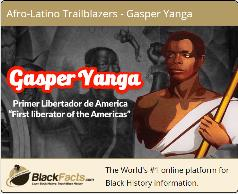 Afro-Latino Trailblazers - Gasper Yanga
Gasper Yanga
Primer Libertador de America
"First liberator of the Americas"
BlackFacts.com
The World's #1 online platform for
Black History information.